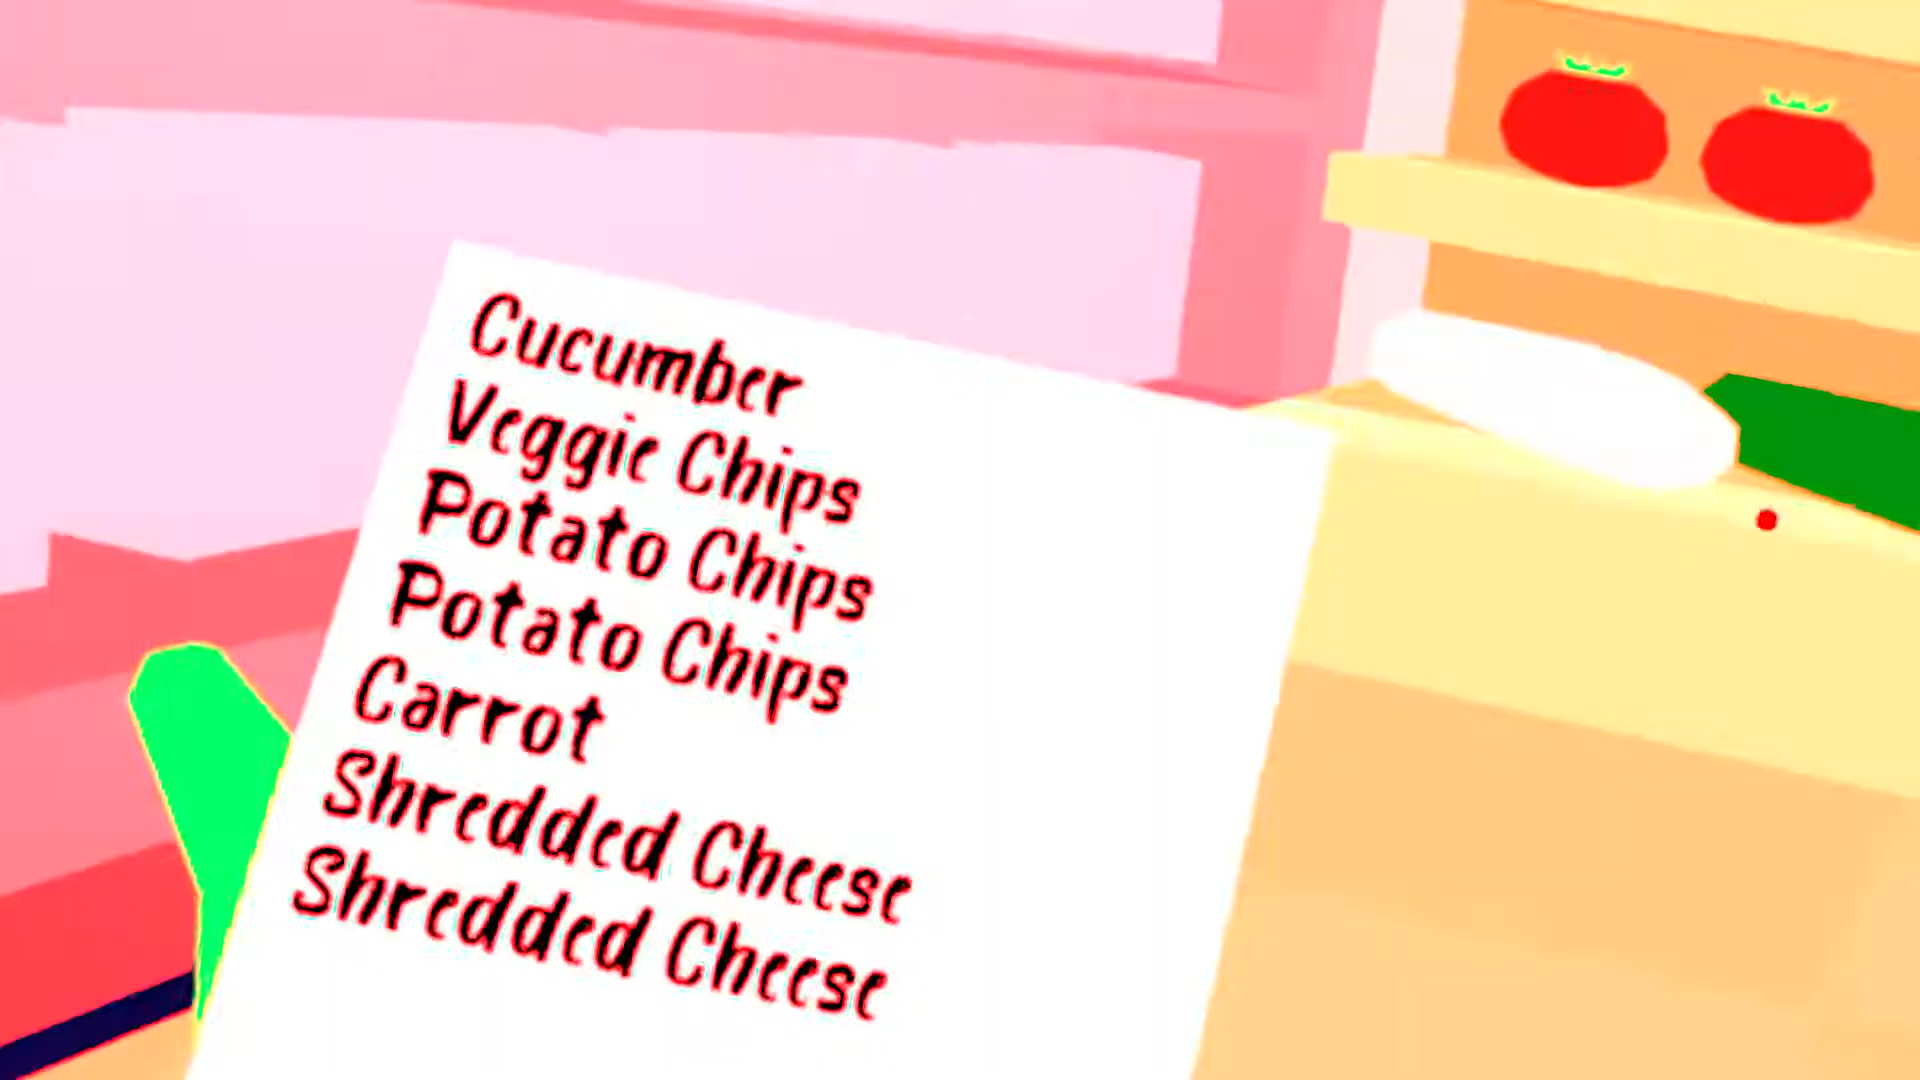 Cucumber
Veggie Chips
Potato Chips
Potato Chips
Carrot
Shredded Cheese
Shredded Cheese